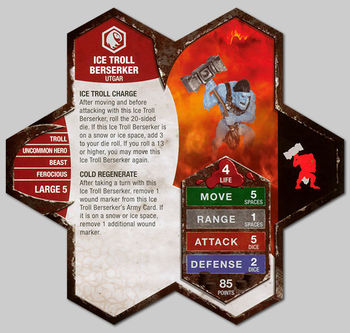 ICE TROLL
BERSERKER
UTGAR
ICE TROLL CHARGE
After moving and before
attacking with this Ice Troll
Berserker, roll the 20-sided
die. If this Ice Troll Berserker is
on a snow or ice space, add
3 to your die roll. If you roll a 13
or higher, you may move this
Ice Troll Berserker again.
COLD REGENERATE
After taking a turn with this
Ice Troll Berserker, remove 1
wound marker from this Ice
Troll Berserker's Army Card. If
it is on a snow or ice space,
remove 1 additional wound
marker.
TROLL
UNCOMMON HERO
BEAST
FEROCIOUS
LARGE 5
4
LIFE
MOVE 5
SPACES
RANGE 1
SPACES
ATTACK 5
DICE
DEFENSE 2
DICE
85
POINTS